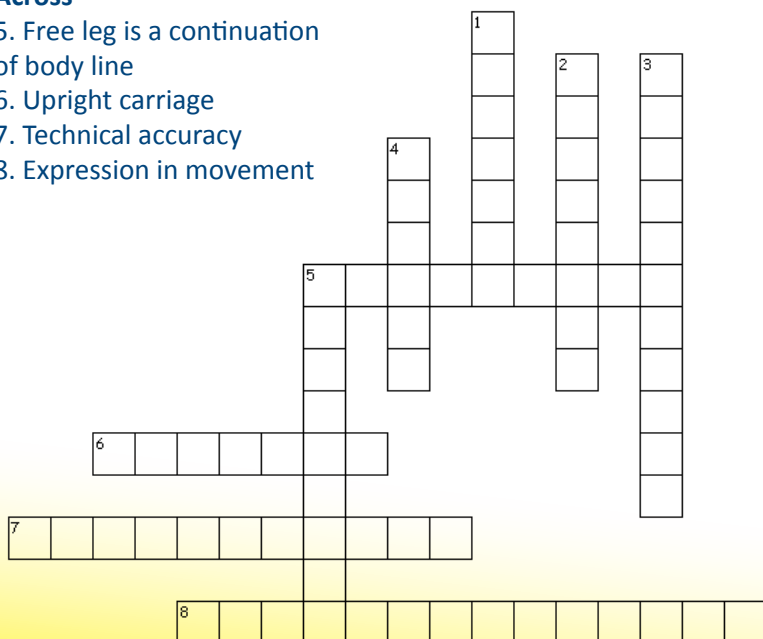 Across
5. Free leg is a continuation
of body line
6. Upright carriage
7. Technical accuracy
8. Expression in movement
1
2
3
4
5
6
7
8